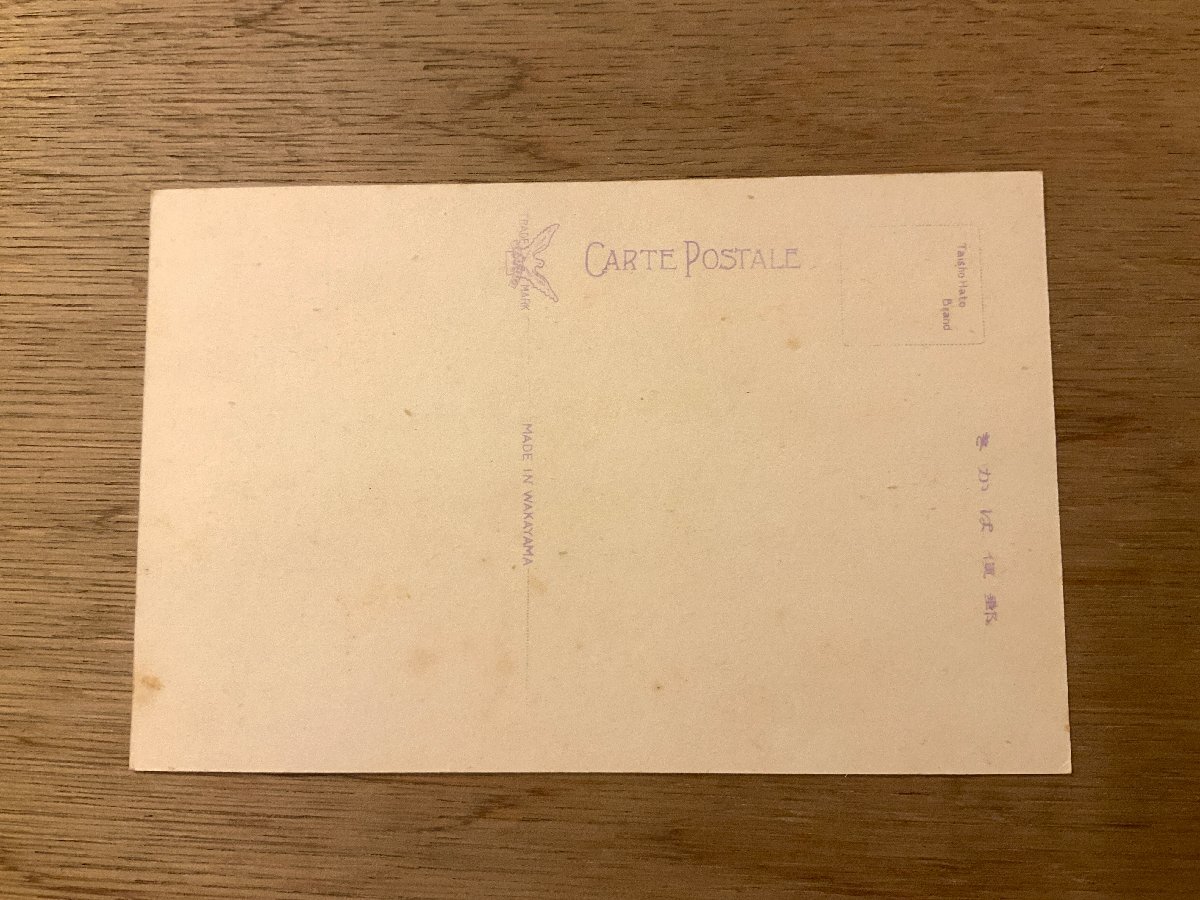 CARTE POSTALE
TRADE MARK
Taisho Hato
Brand
MADE IN WAKAYAMA
きかは便郵